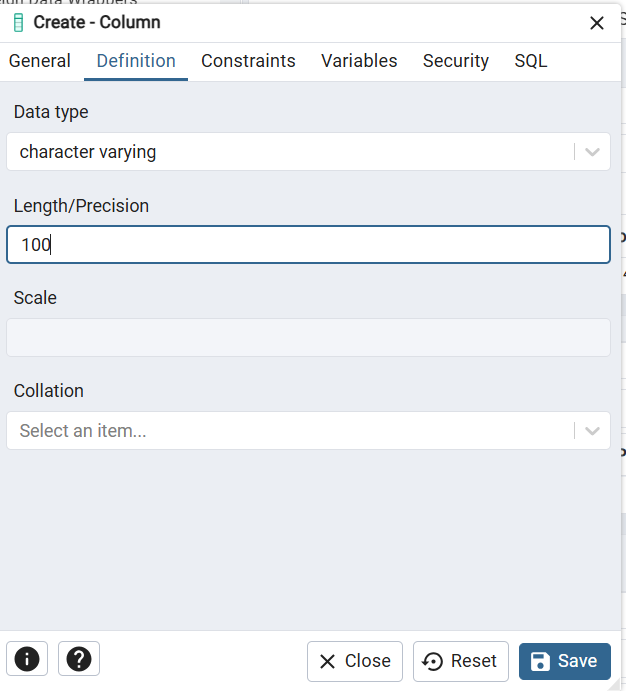 Create - Column
General Definition Constraints Variables Security SQL
Data type
character varying
Length/Precision
100
Scale
Collation
Select an item...
Close Reset Save